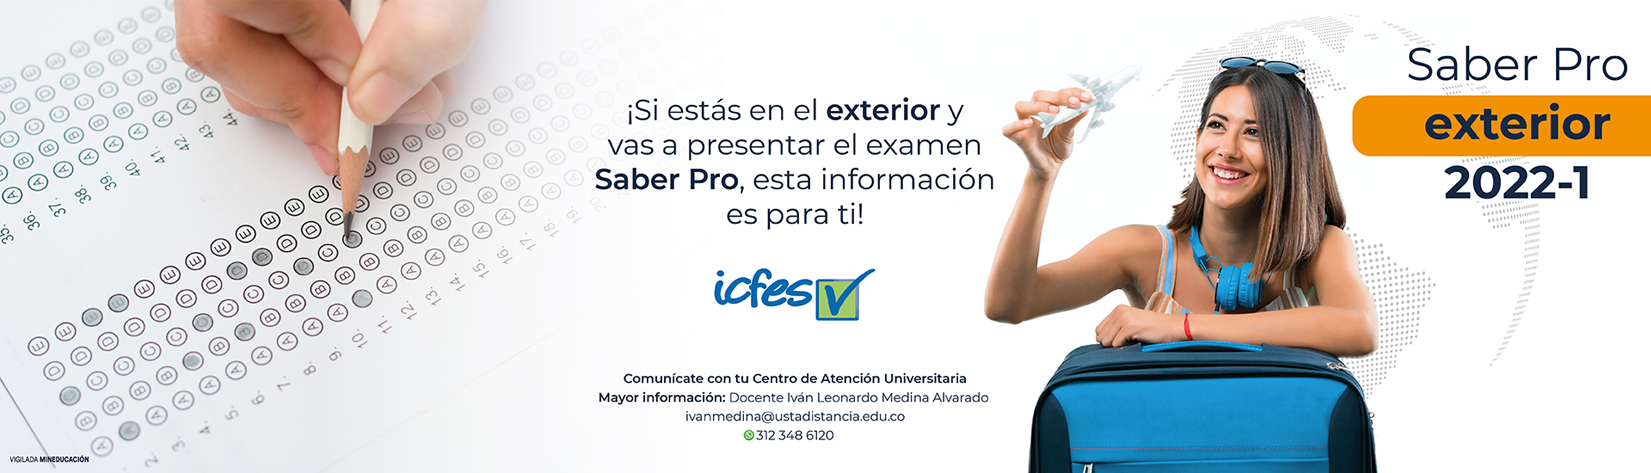 ¡Si estás en el exterior y
vas a presentar el examen
Saber Pro, esta información
es para ti!
icfes
Comunícate con tu Centro de Atención Universitaria
Mayor información: Docente Iván Leonardo Medina Alvarado
ivanmedina@ustadistancia.edu.co
312 348 6120
Saber Pro
exterior
2022-1
VIGILADA MINEDUCACIÓN